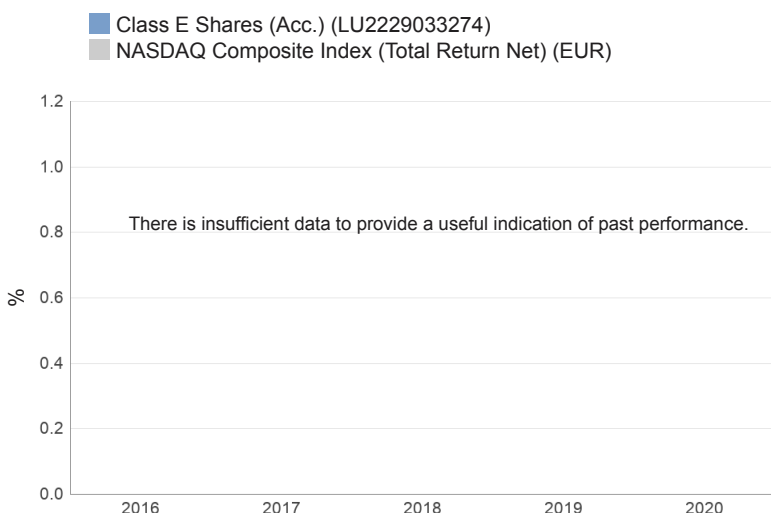 Class E Shares (Acc.) (LU2229033274)
NASDAQ Composite Index (Total Return Net) (EUR)
1.2
1.0
There is insufficient data to provide a useful indication of past performance.
0.8
%
0.6
0.4
0.2
0.0
2016 2017 2018 2019 2020